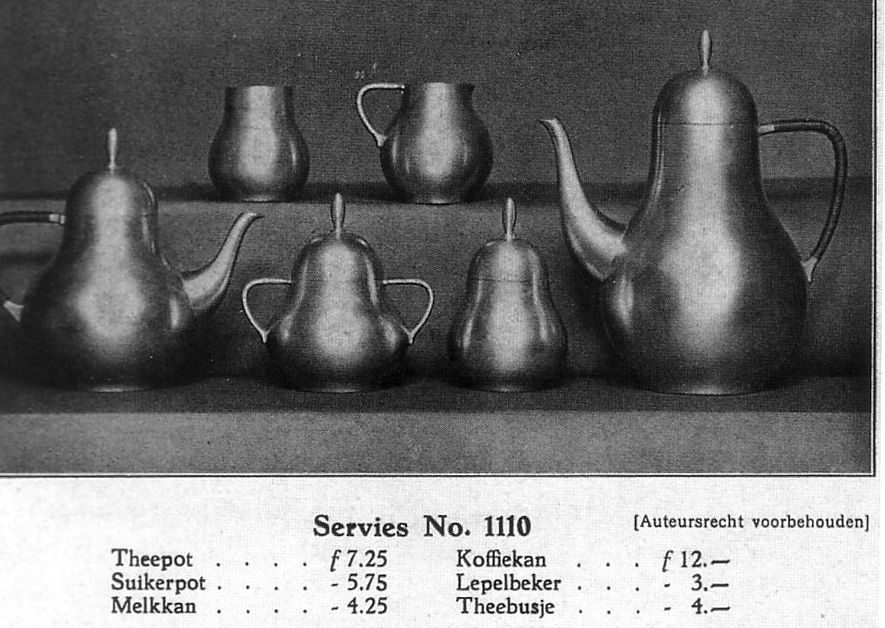 Servies No. 1110
[Auteursrecht voorbehouden]
Theepot . . . . f 7.25 Koffiekan . . . f 12.—
Suikerpot . . . . - 5.75 Lepelbeker . . . - 3.—
Melkkan . . . . - 4.25 Theebusje . . . - 4.—